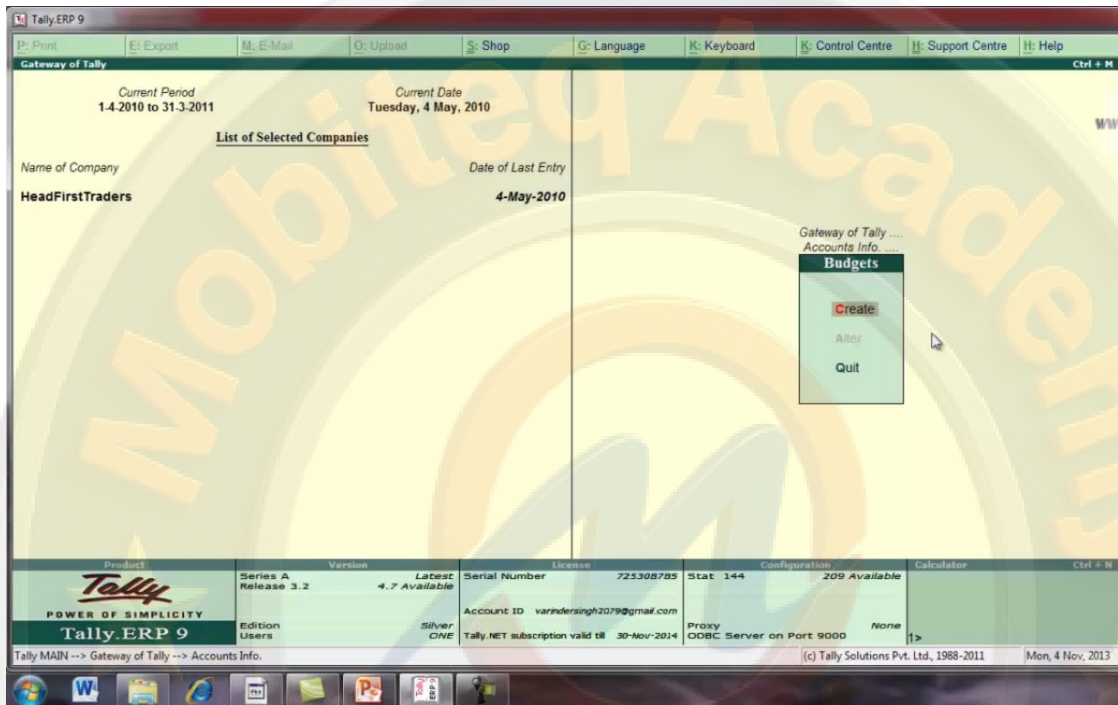 Tally.ERP 9
P: Print E: Export M: E-Mail O: Upload S: Shop G: Language K: Keyboard K: Control Centre H: Support Centre H: Help
Gateway of Tally Ctrl + M
Current Period Current Date
1-4-2010 to 31-3-2011 Tuesday, 4 May, 2010
List of Selected Companies
Name of Company Date of Last Entry
HeadFirstTraders 4-May-2010
Gateway of Tally ....
Accounts Info. ....
Budgets
Create
Alter
Quit
Mobiteq Academy
Product Version License Configuration Calculator Ctrl + N
Tally
POWER OF SIMPLICITY
Tally.ERP 9
Series A Latest
Release 3.2 4.7 Available
Edition Silver
Users ONE
Serial Number 725308785
Account ID varindersingh2079@gmail.com
Tally.NET subscription valid till 30-Nov-2014
Stat 144 209 Available
Proxy None
ODBC Server on Port 9000
1>
Tally MAIN --> Gateway of Tally --> Accounts Info. (c) Tally Solutions Pvt. Ltd., 1988-2011 Mon, 4 Nov, 2013